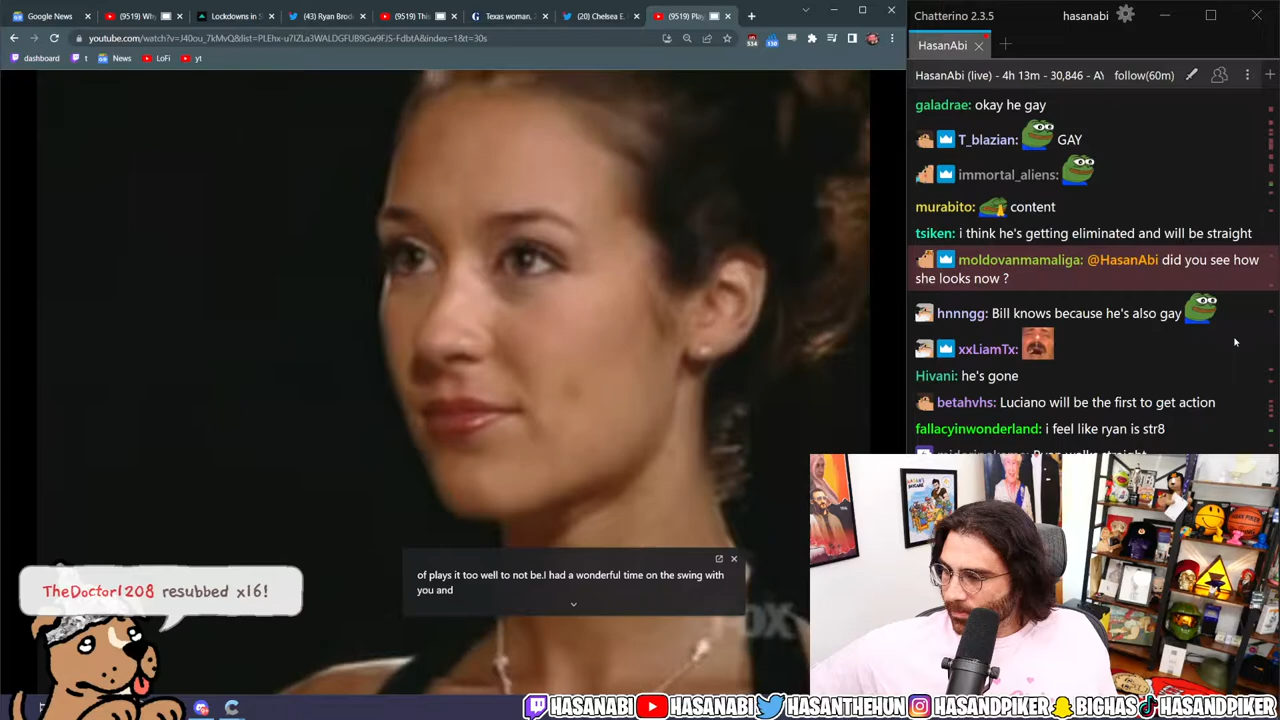 (9519) Why
Lockdowns in S
(43) Ryan Brod
(9519) Thi
Texas woman,
(20) Chelsea E.
(9519) Play
youtube.com/watch?v=J40ou_7kMvQ&list=PLEhx-u7IZLa3WALDGFUB9Gw9FJS-FdbtA&index=1&t=30s
dashboard
t
News
LoFi
yt
Chatterino 2.3.5
hasanabi
HasanAbi
HasanAbi (live) - 4h 13m - 30,846 - A
follow(60m)
galadrae: okay he gay
T_blazian: GAY
immortal_aliens:
murabito: content
tsiken: i think he's getting eliminated and will be straight
moldovanmamaliga: @HasanAbi did you see how
she looks now ?
hnnngg: Bill knows because he's also gay
xxLiamTx:
Hivani: he's gone
betahvhs: Luciano will be the first to get action
fallacyinwonderland: i feel like ryan is str8
of plays it too well to not be.I had a wonderful time on the swing with
you and
TheDoctor1208 resubbed x16!
HASANABI
HASANABI
HASANTHEHUN
HASANDPIKER
BIGHAS
HASANDPIKER